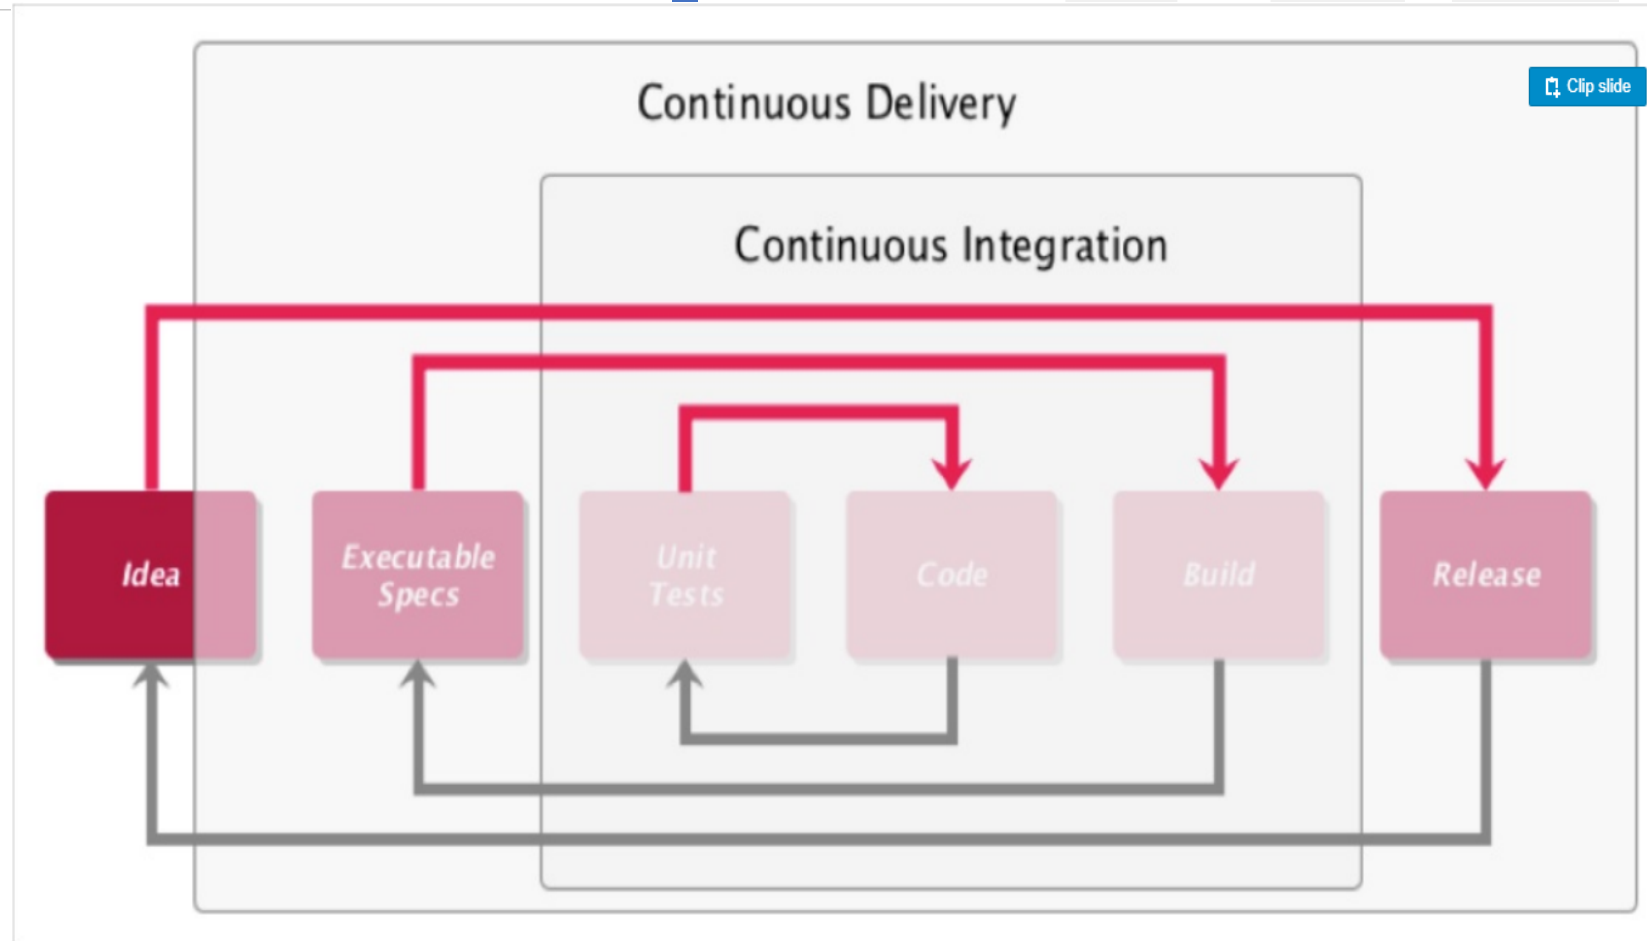 Continuous Delivery
Clip slide
Continuous Integration
Idea
Executable
Specs
Unit
Tests
Code
Build
Release